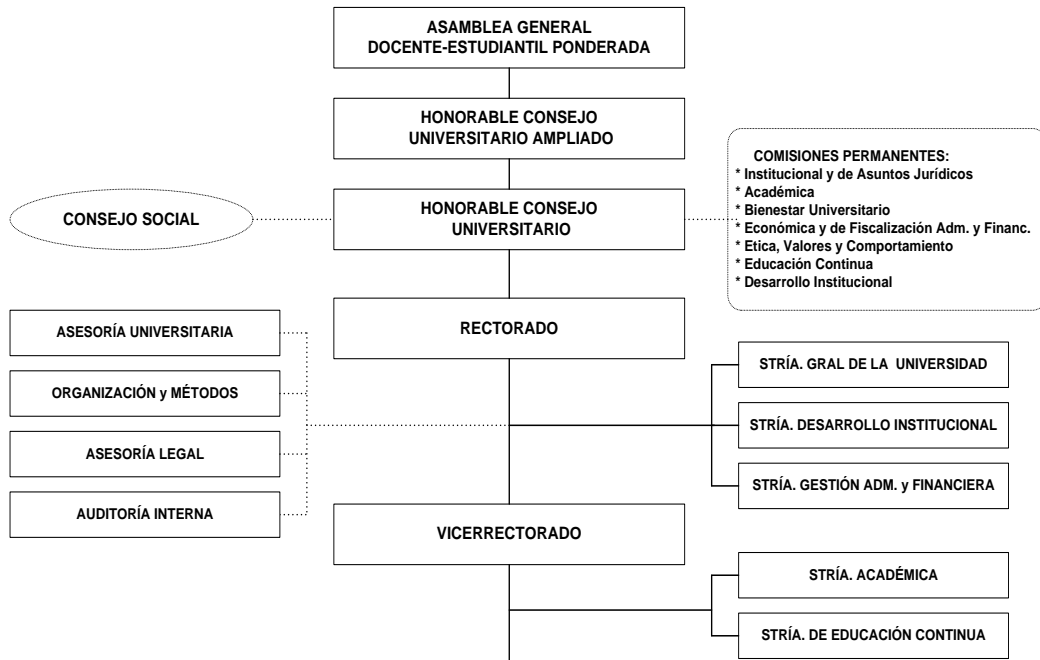 ASAMBLEA GENERAL
DOCENTE-ESTUDIANTIL PONDERADA
HONORABLE CONSEJO
UNIVERSITARIO AMPLIADO
COMISIONES PERMANENTES:
* Institucional y de Asuntos Jurídicos
* Académica
* Bienestar Universitario
* Económica y de Fiscalización Adm. y Financ.
* Etica, Valores y Comportamiento
* Educación Continua
* Desarrollo Institucional
CONSEJO SOCIAL
HONORABLE CONSEJO
UNIVERSITARIO
RECTORADO
ASESORÍA UNIVERSITARIA
ORGANIZACIÓN y MÉTODOS
ASESORÍA LEGAL
AUDITORÍA INTERNA
STRÍA. GRAL DE LA UNIVERSIDAD
STRÍA. DESARROLLO INSTITUCIONAL
STRÍA. GESTIÓN ADM. y FINANCIERA
VICERRECTORADO
STRÍA. ACADÉMICA
STRÍA. DE EDUCACIÓN CONTINUA